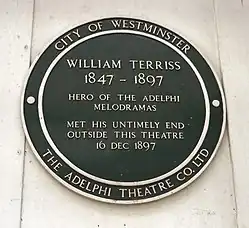 CITY OF WESTMINSTER
WILLIAM TERRISS
1847 - 1897
HERO OF THE ADELPHI
MELODRAMAS
MET HIS UNTIMELY END
OUTSIDE THIS THEATRE
16 DEC 1897
THE ADELPHI THEATRE CO. LTD